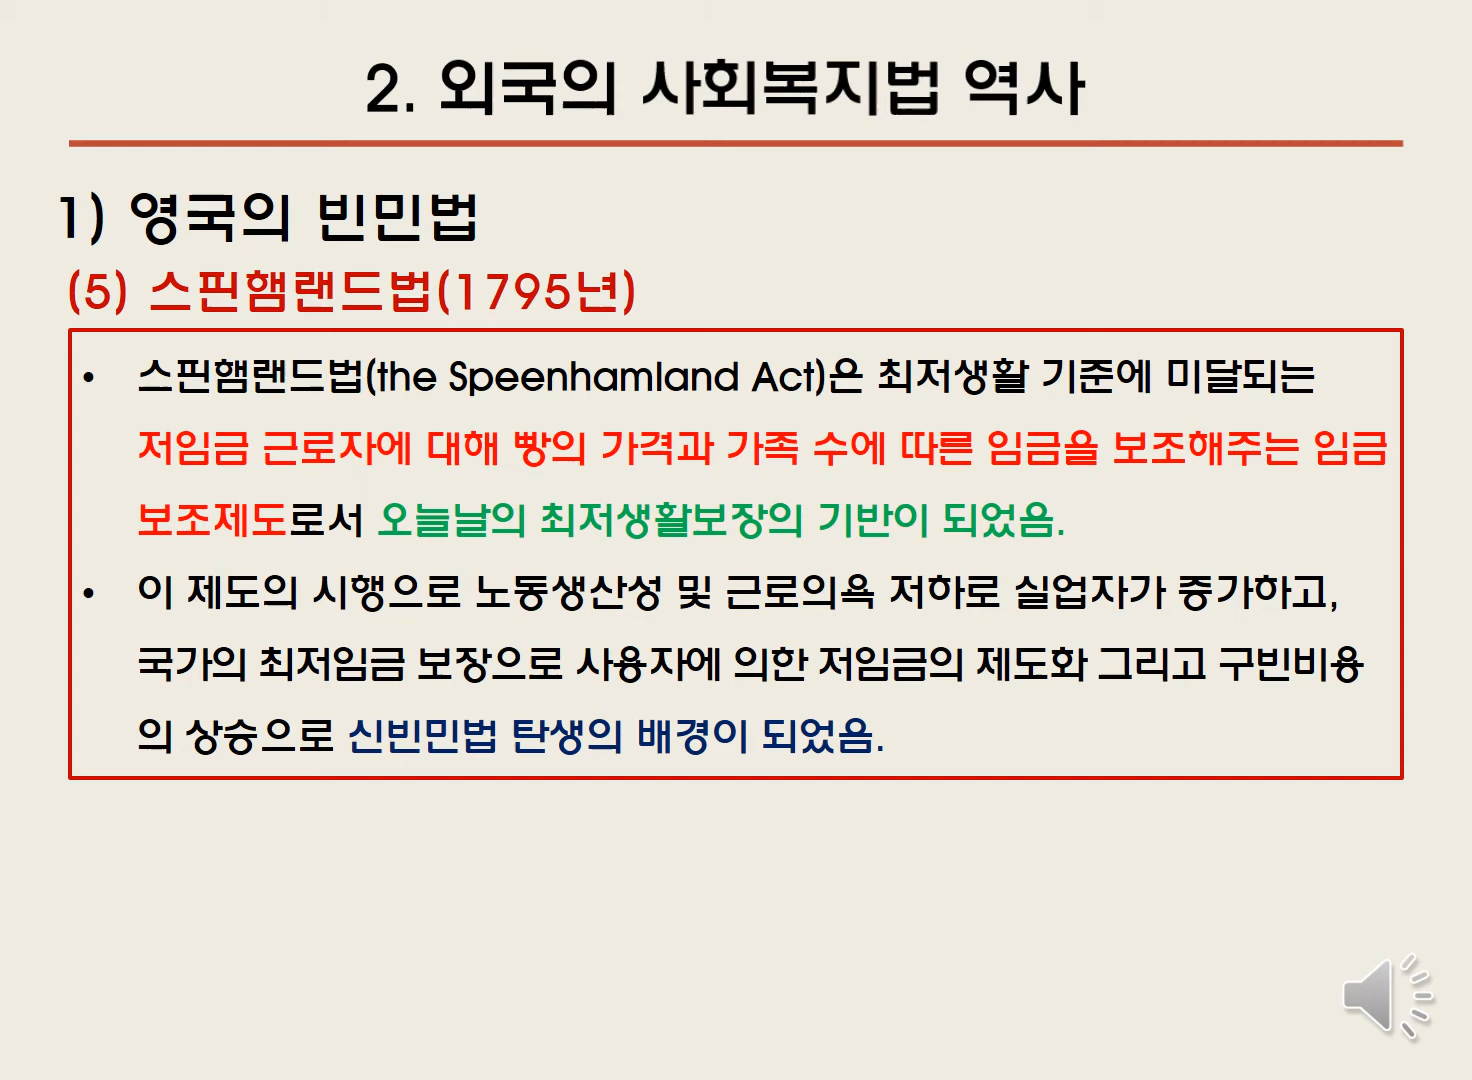 2. 외국의 사회복지법 역사
1) 영국의 빈민법
(5) 스핀햄랜드법(1795년)
• 스핀햄랜드법(the Speenhamland Act)은 최저생활 기준에 미달되는
저임금 근로자에 대해 빵의 가격과 가족 수에 따른 임금을 보조해주는 임금
보조제도로서 오늘날의 최저생활보장의 기반이 되었음.
• 이 제도의 시행으로 노동생산성 및 근로의욕 저하로 실업자가 증가하고,
국가의 최저임금 보장으로 사용자에 의한 저임금의 제도화 그리고 구빈비용
의 상승으로 신빈민법 탄생의 배경이 되었음.